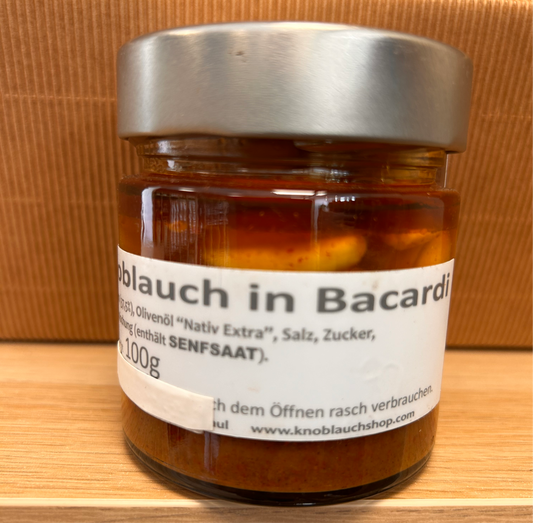 oblauch in Bacardi
Olivenöl “Nativ Extra”, Salz, Zucker,
(enthält SENFSAAT).
100g
ch dem Öffnen rasch verbrauchen.
www.knoblauchshop.com